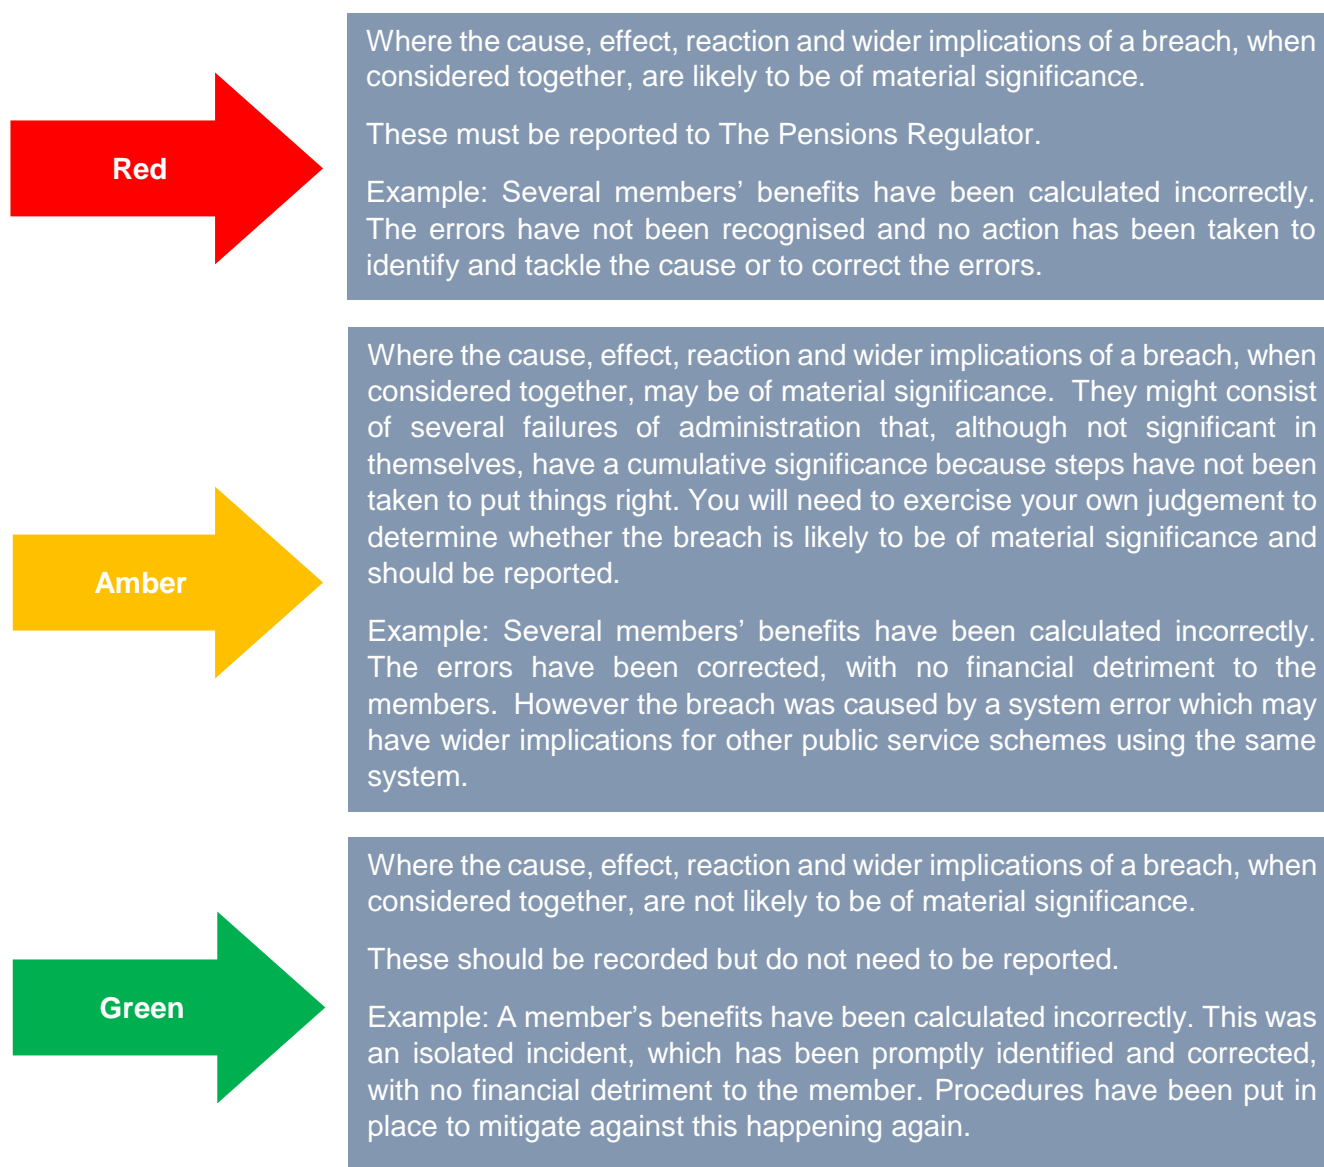 Red
Where the cause, effect, reaction and wider implications of a breach, when
considered together, are likely to be of material significance.
These must be reported to The Pensions Regulator.
Example: Several members’ benefits have been calculated incorrectly.
The errors have not been recognised and no action has been taken to
identify and tackle the cause or to correct the errors.
Amber
Where the cause, effect, reaction and wider implications of a breach, when
considered together, may be of material significance.  They might consist
of several failures of administration that, although not significant in
themselves, have a cumulative significance because steps have not been
taken to put things right. You will need to exercise your own judgement to
determine whether the breach is likely to be of material significance and
should be reported.
Example: Several members’ benefits have been calculated incorrectly.
The errors have been corrected, with no financial detriment to the
members.  However the breach was caused by a system error which may
have wider implications for other public service schemes using the same
system.
Green
Where the cause, effect, reaction and wider implications of a breach, when
considered together, are not likely to be of material significance.
These should be recorded but do not need to be reported.
Example: A member’s benefits have been calculated incorrectly. This was
an isolated incident, which has been promptly identified and corrected,
with no financial detriment to the member. Procedures have been put in
place to mitigate against this happening again.